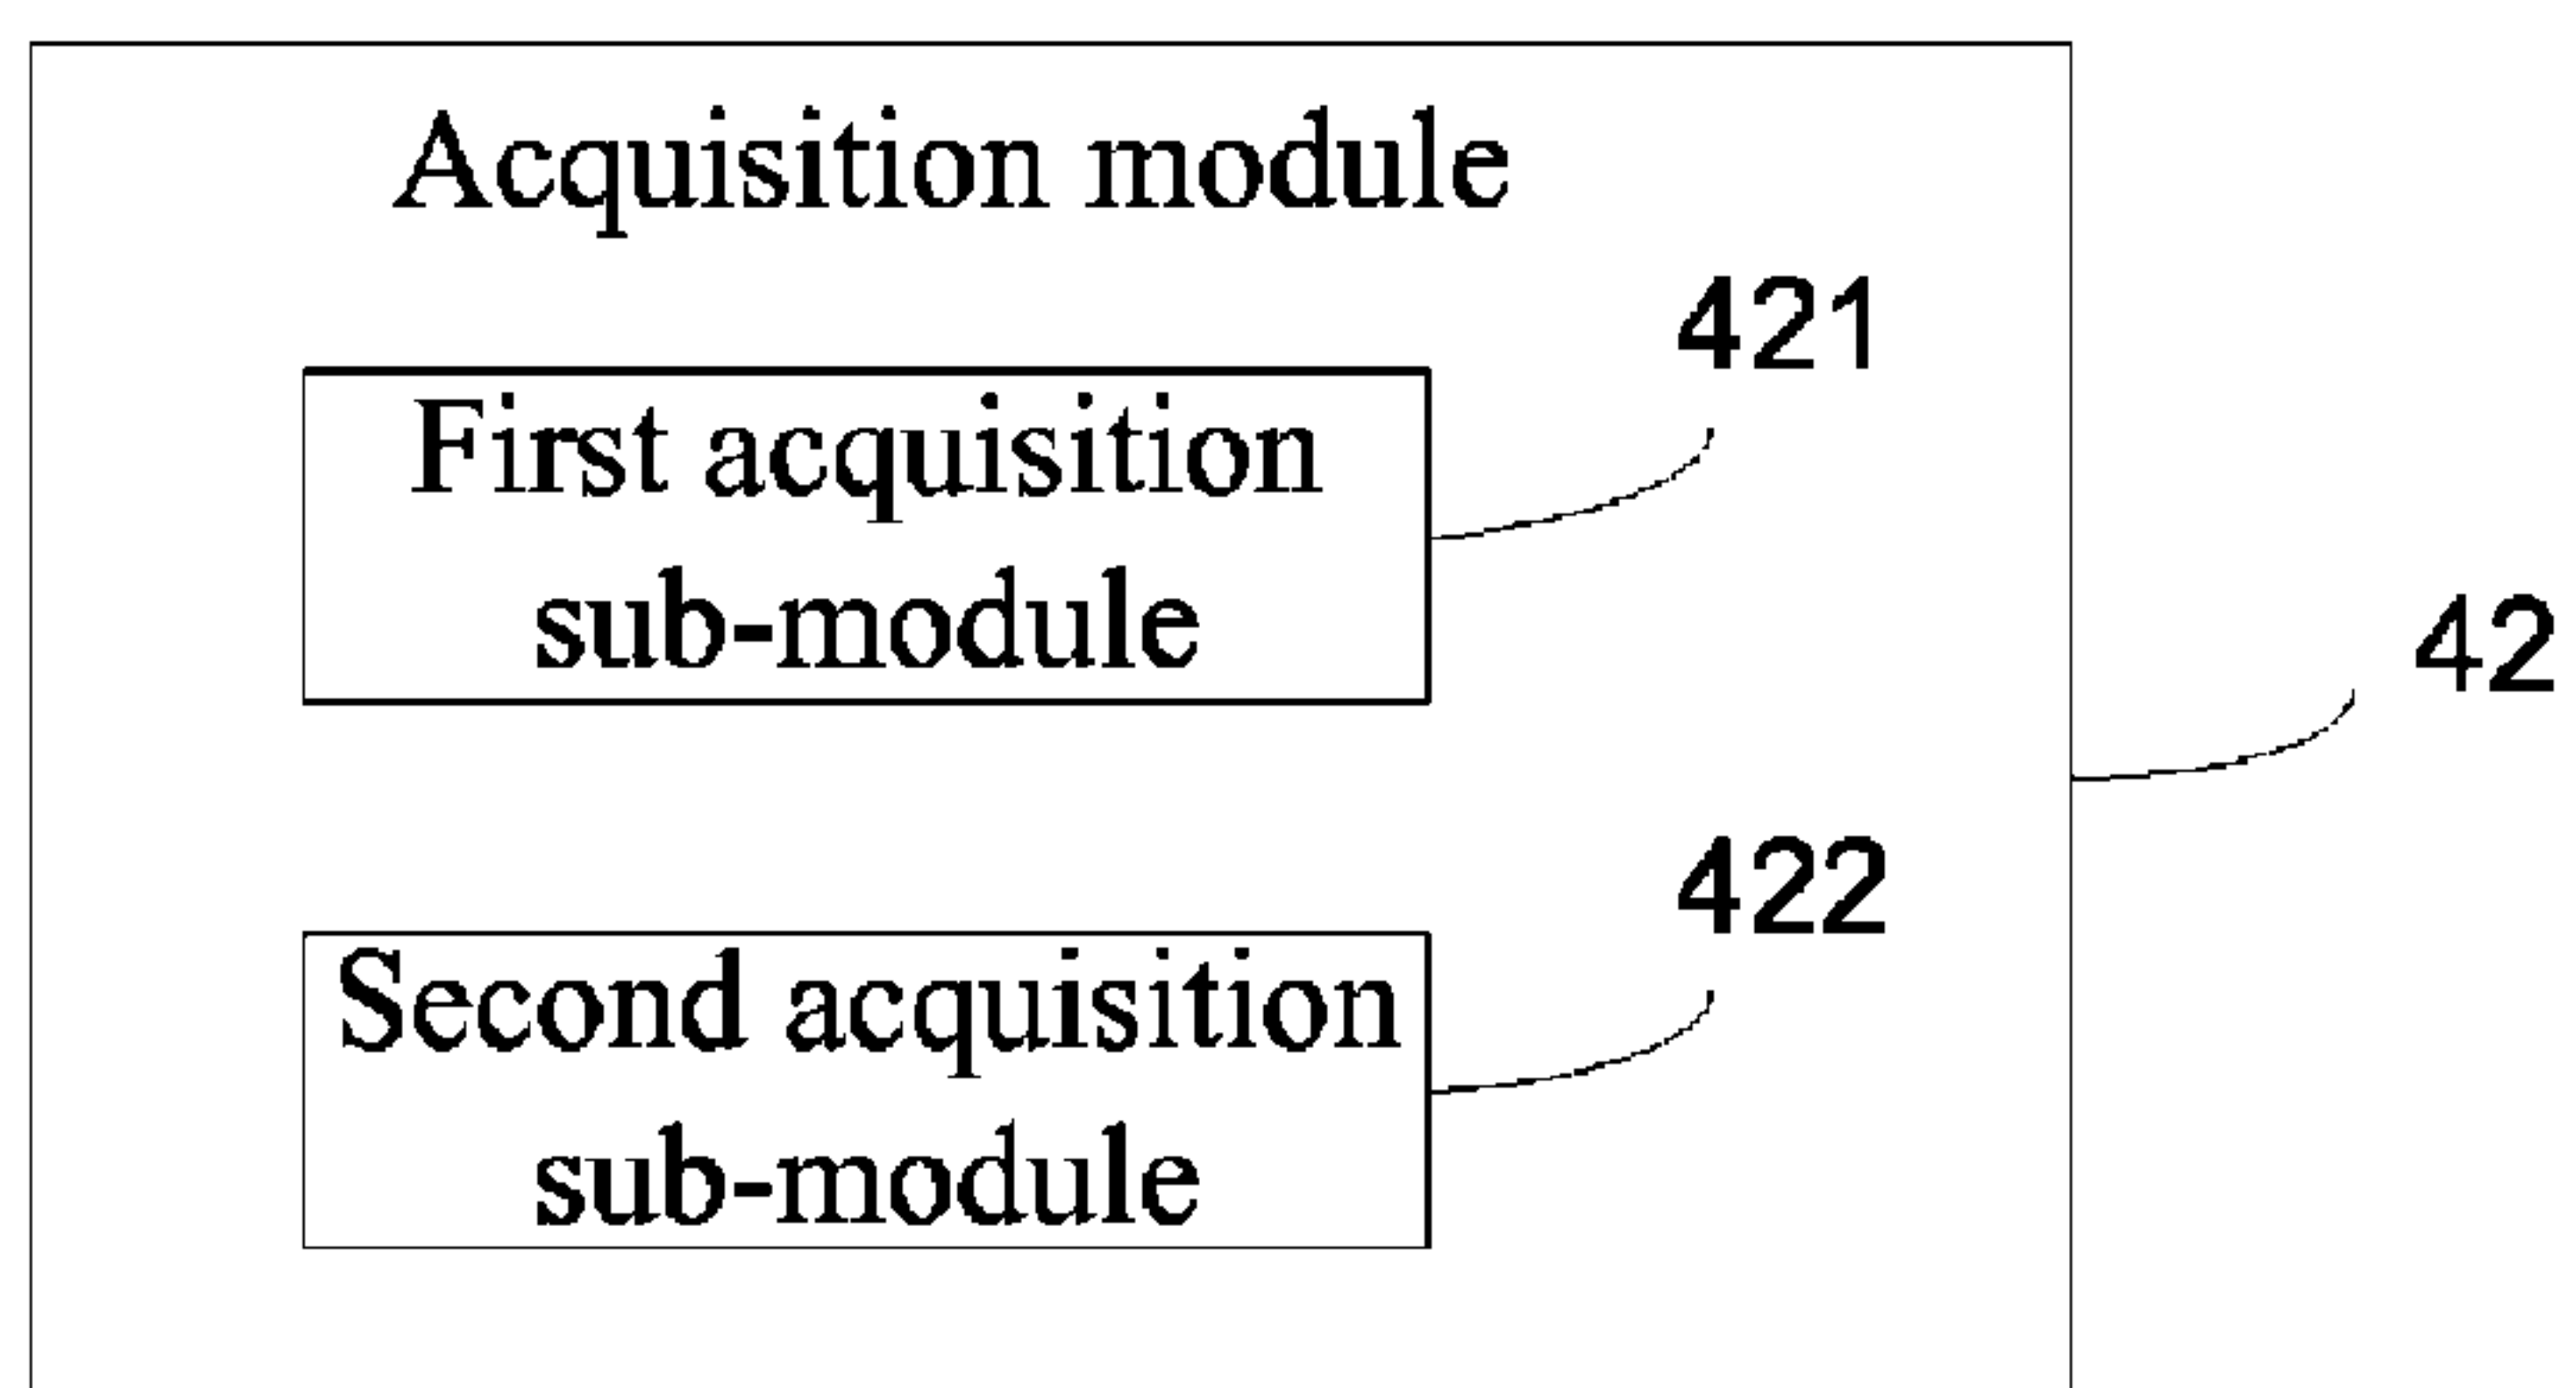 Acquisition module
421
First acquisition
sub-module
42
422
Second acquisition
sub-module